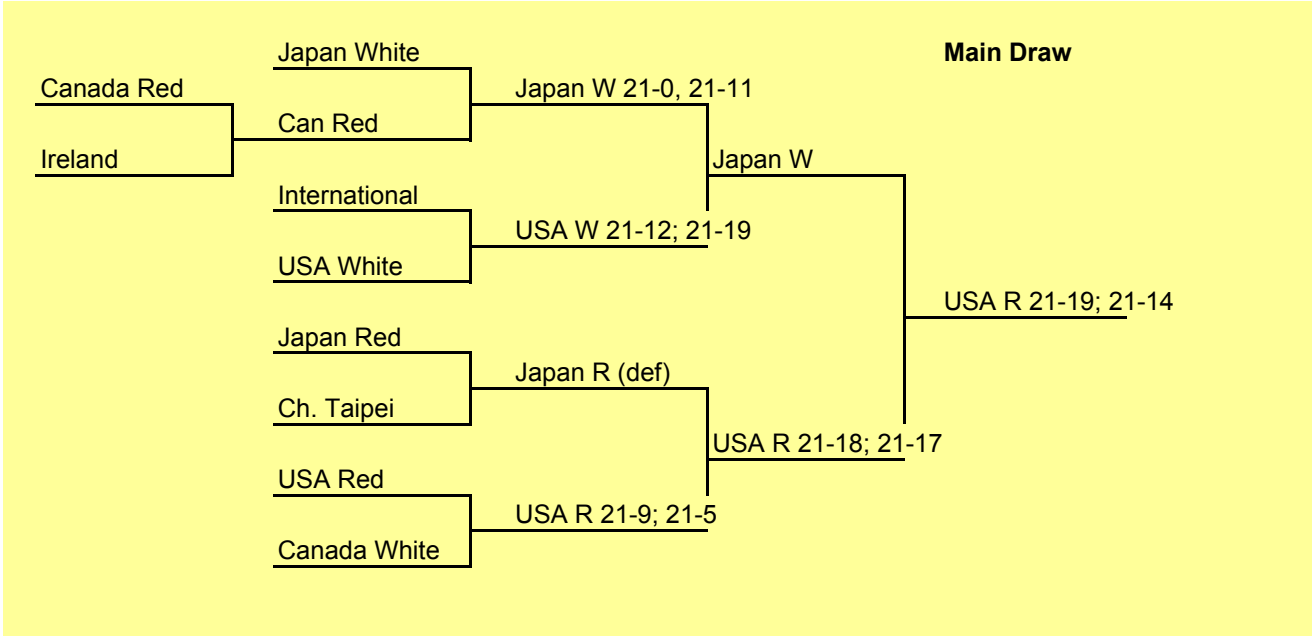 Japan White
Main Draw
Canada Red
Japan W 21-0, 21-11
Can Red
Ireland
Japan W
International
USA W 21-12; 21-19
USA White
USA R 21-19; 21-14
Japan Red
Japan R (def)
Ch. Taipei
USA R 21-18; 21-17
USA Red
USA R 21-9; 21-5
Canada White